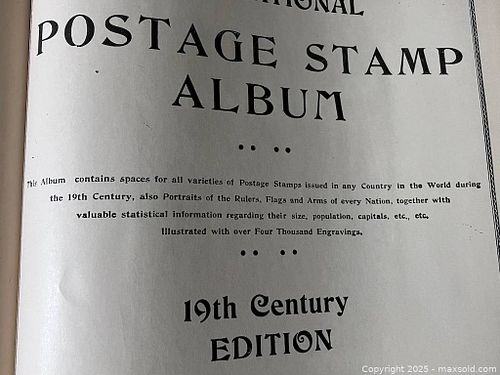 POSTAGE STAMP
ALBUM
This Album contains spaces for all varieties of Postage Stamps issued in any Country in the World during
the 19th Century, also Portraits of the Rulers, Flags and Arms of every Nation, together with
valuable statistical information regarding their size, population, capitals, etc., etc.
Illustrated with over Four Thousand Engravings.
19th Century
EDITION
Copyright 2025 - maxsold.com